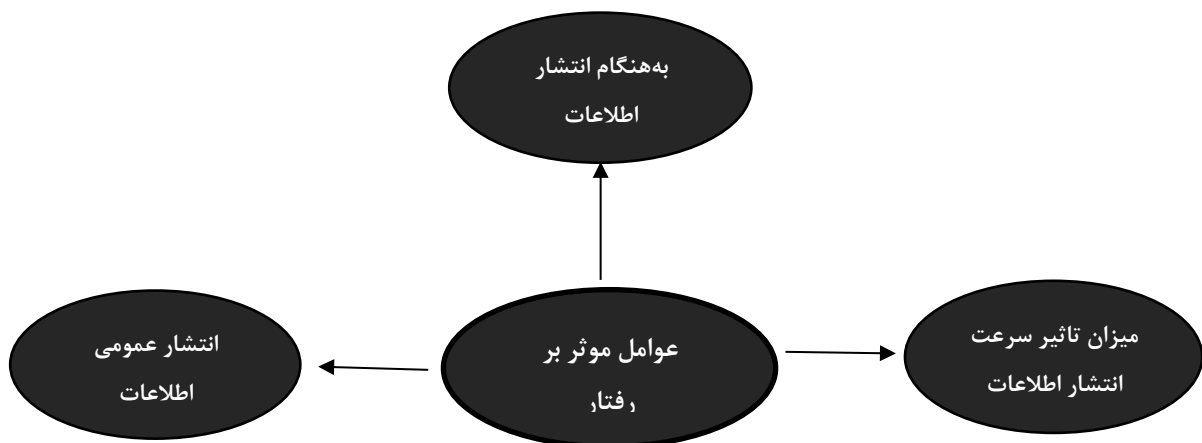 به‌هنگام انتشار
اطلاعات
میزان تاثیر سرعت
انتشار اطلاعات
عوامل موثر بر
رفتار
انتشار عمومی
اطلاعات